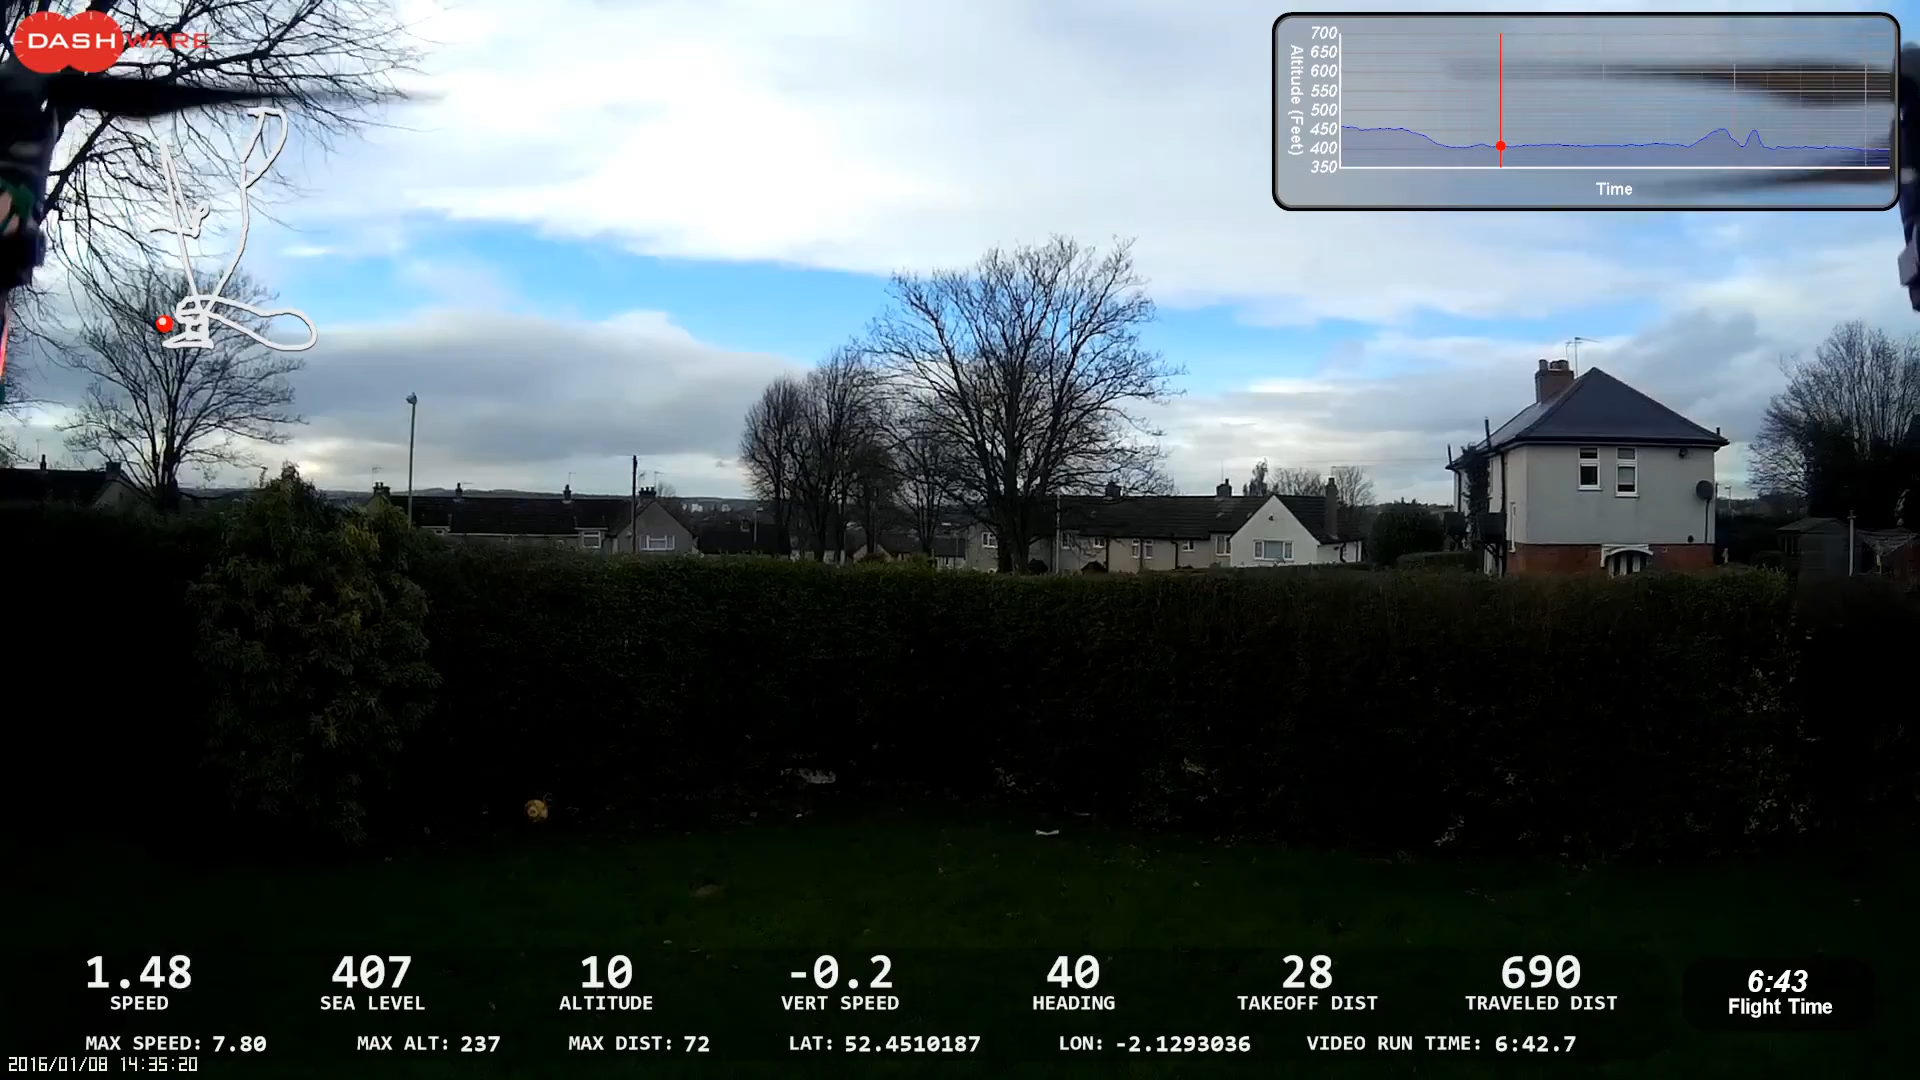 DASHWARE
700
650
600
550
500
450
400
350
Altitude (Feet)
Time
1.48 407 10 -0.2 40 28 690 6:43
SPEED SEA LEVEL ALTITUDE VERT SPEED HEADING TAKEOFF DIST TRAVELED DIST Flight Time
MAX SPEED: 7.80 MAX ALT: 237 MAX DIST: 72 LAT: 52.4510187 LON: -2.1293036 VIDEO RUN TIME: 6:42.7
2016/01/08 14:35:20